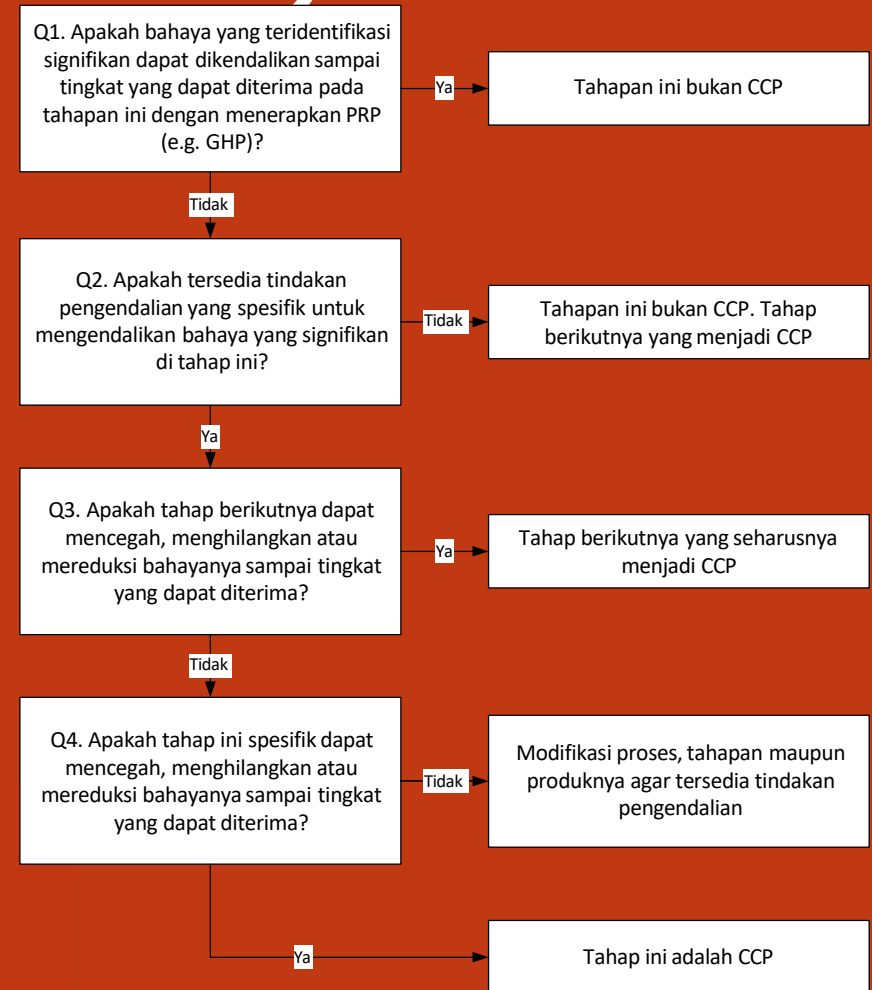 Q1. Apakah bahaya yang teridentifikasi
signifikan dapat dikendalikan sampai
tingkat yang dapat diterima pada
tahapan ini dengan menerapkan PRP
(e.g. GHP)?
Ya
Tahapan ini bukan CCP
Tidak
Q2. Apakah tersedia tindakan
pengendalian yang spesifik untuk
mengendalikan bahaya yang signifikan
di tahap ini?
Tidak
Tahapan ini bukan CCP. Tahap
berikutnya yang menjadi CCP
Ya
Q3. Apakah tahap berikutnya dapat
mencegah, menghilangkan atau
mereduksi bahayanya sampai tingkat
yang dapat diterima?
Ya
Tahap berikutnya yang seharusnya
menjadi CCP
Tidak
Q4. Apakah tahap ini spesifik dapat
mencegah, menghilangkan atau
mereduksi bahayanya sampai tingkat
yang dapat diterima?
Tidak
Modifikasi proses, tahapan maupun
produknya agar tersedia tindakan
pengendalian
Ya
Tahap ini adalah CCP